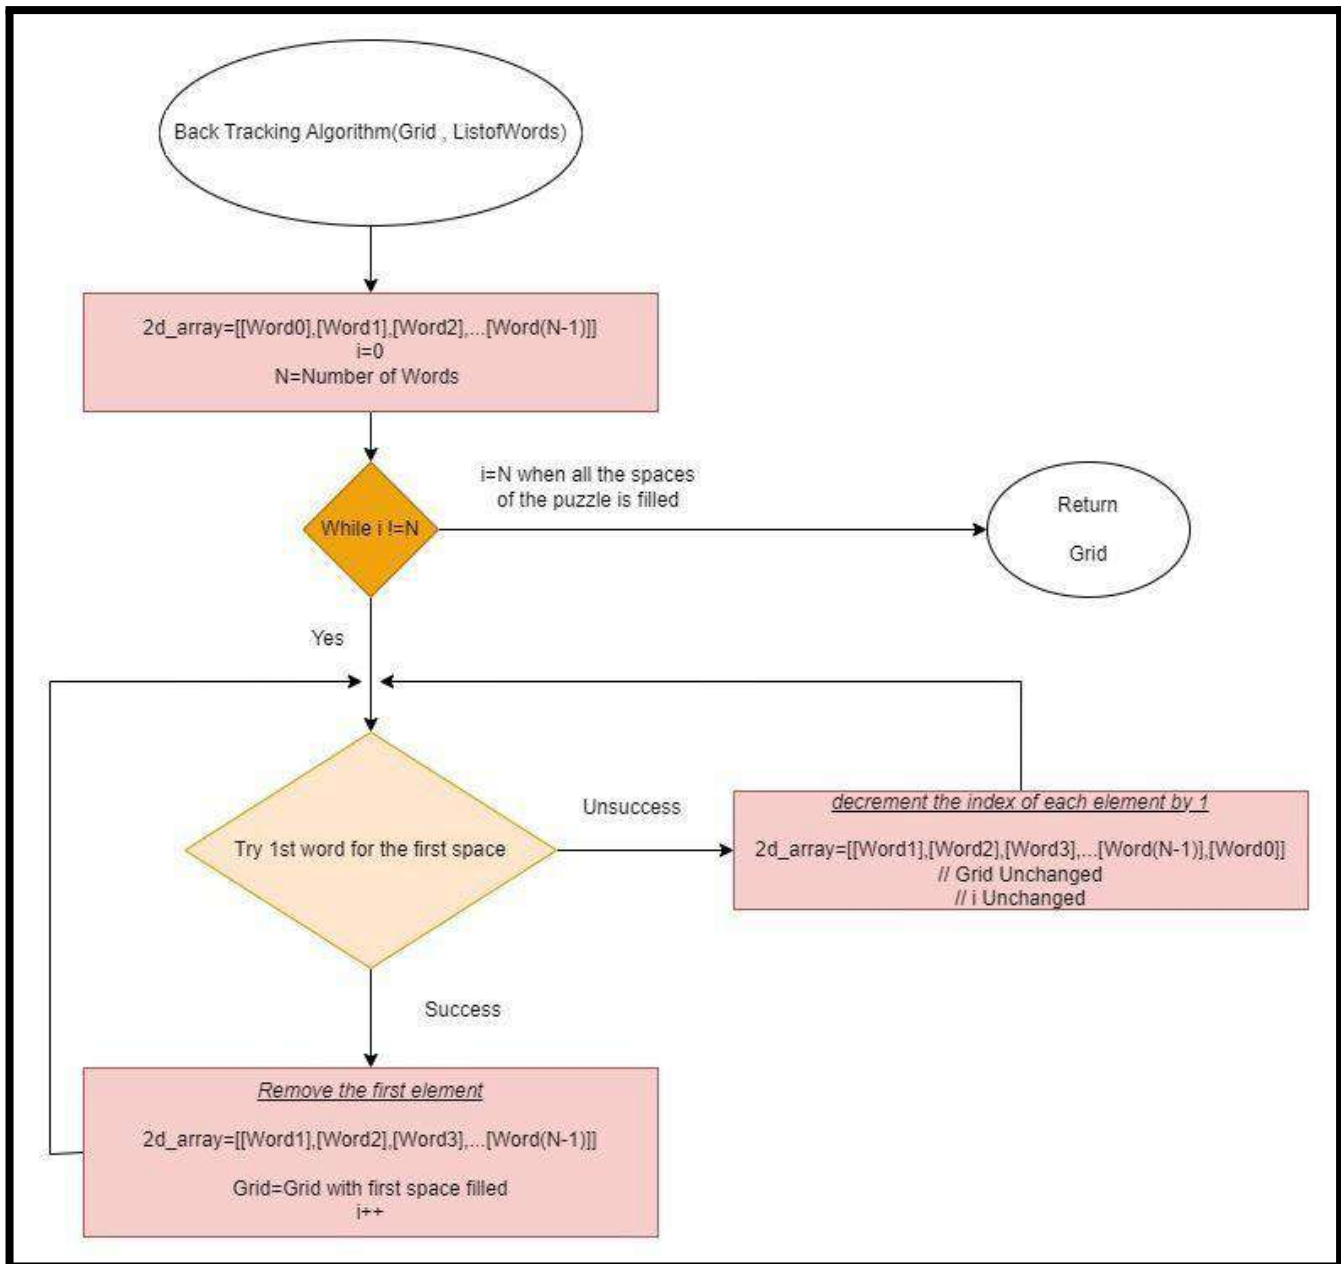 Back Tracking Algorithm(Grid , ListofWords)
2d_array=[[Word0],[Word1],[Word2],...[Word(N-1)]]
i=0
N=Number of Words
While i !=N
i=N when all the spaces
of the puzzle is filled
Return
Grid
Yes
Try 1st word for the first space
Unsuccess
decrement the index of each element by 1
2d_array=[[Word1],[Word2],[Word3],...[Word(N-1)],[Word0]]
// Grid Unchanged
// i Unchanged
Success
Remove the first element
2d_array=[[Word1],[Word2],[Word3],...[Word(N-1)]]
Grid=Grid with first space filled
i++